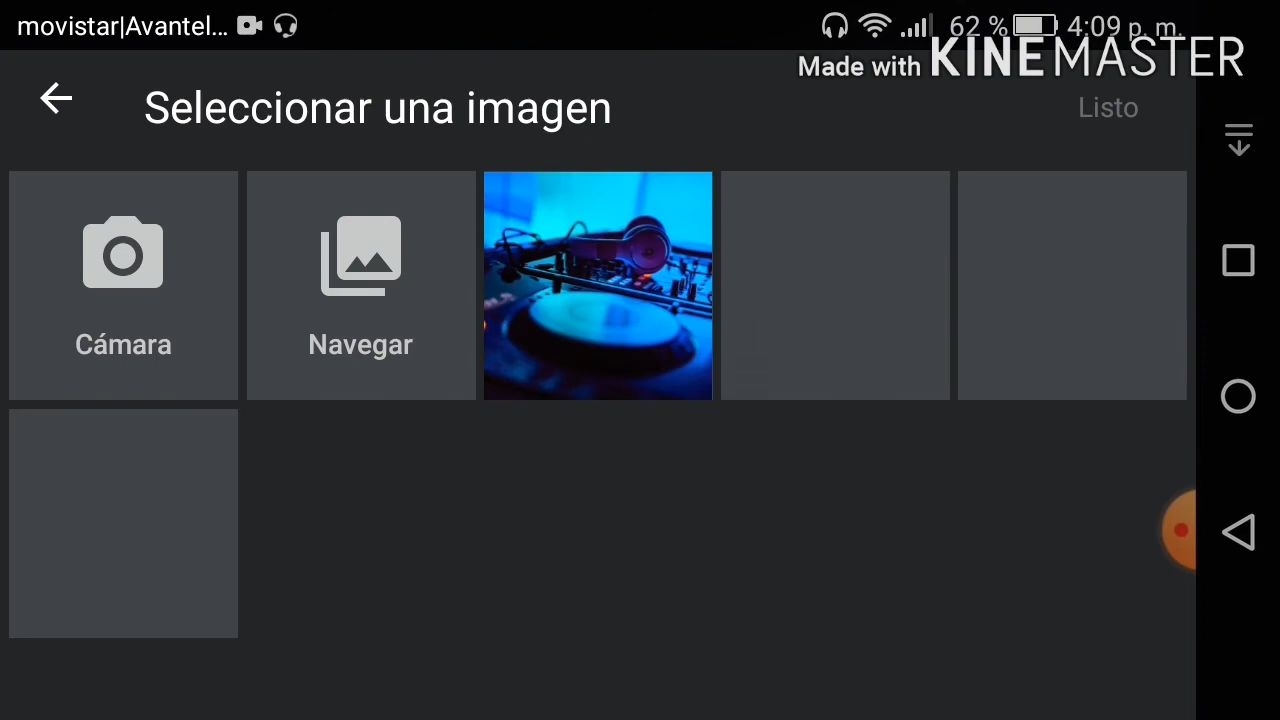 movistar|Avantel... 62 % 4:09 p. m.
Made with KINEMASTER
Seleccionar una imagen Listo
Cámara Navegar